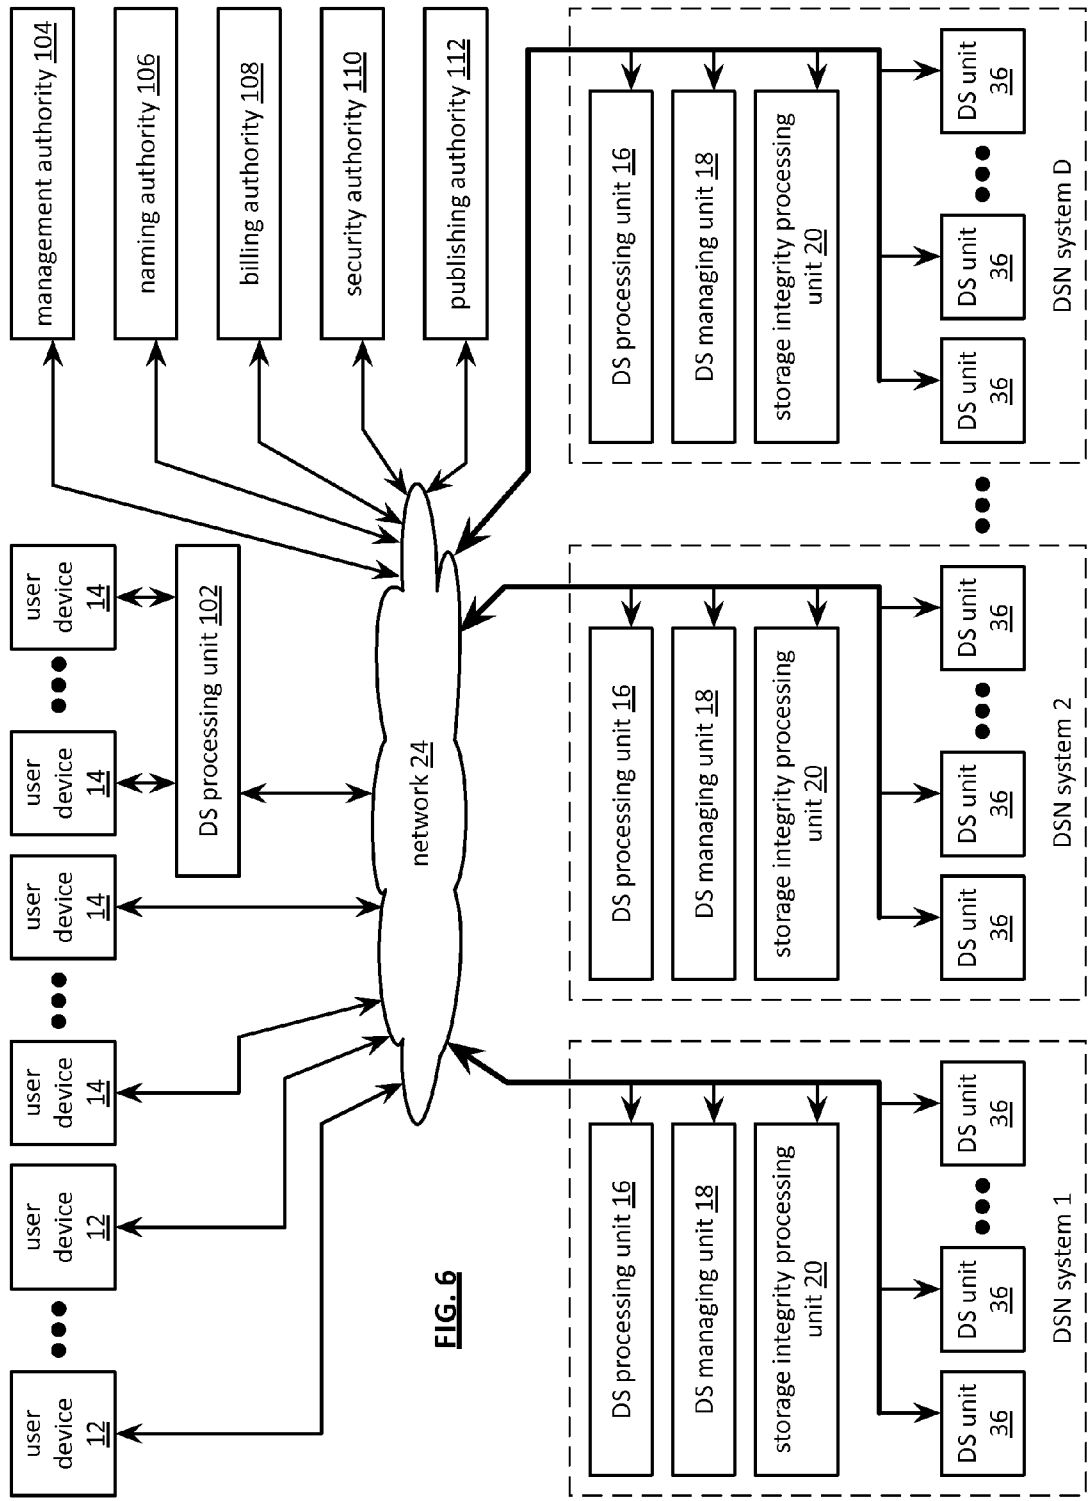 user
device
12
user
device
12
user
device
14
user
device
14
user
device
14
user
device
14
DS processing unit 102
management authority 104
naming authority 106
billing authority 108
security authority 110
publishing authority 112
network 24
FIG. 6
DS processing unit 16
DS managing unit 18
storage integrity processing
unit 20
DS unit
36
DS unit
36
DS unit
36
DSN system 1
DS processing unit 16
DS managing unit 18
storage integrity processing
unit 20
DS unit
36
DS unit
36
DS unit
36
DSN system 2
DS processing unit 16
DS managing unit 18
storage integrity processing
unit 20
DS unit
36
DS unit
36
DS unit
36
DSN system D